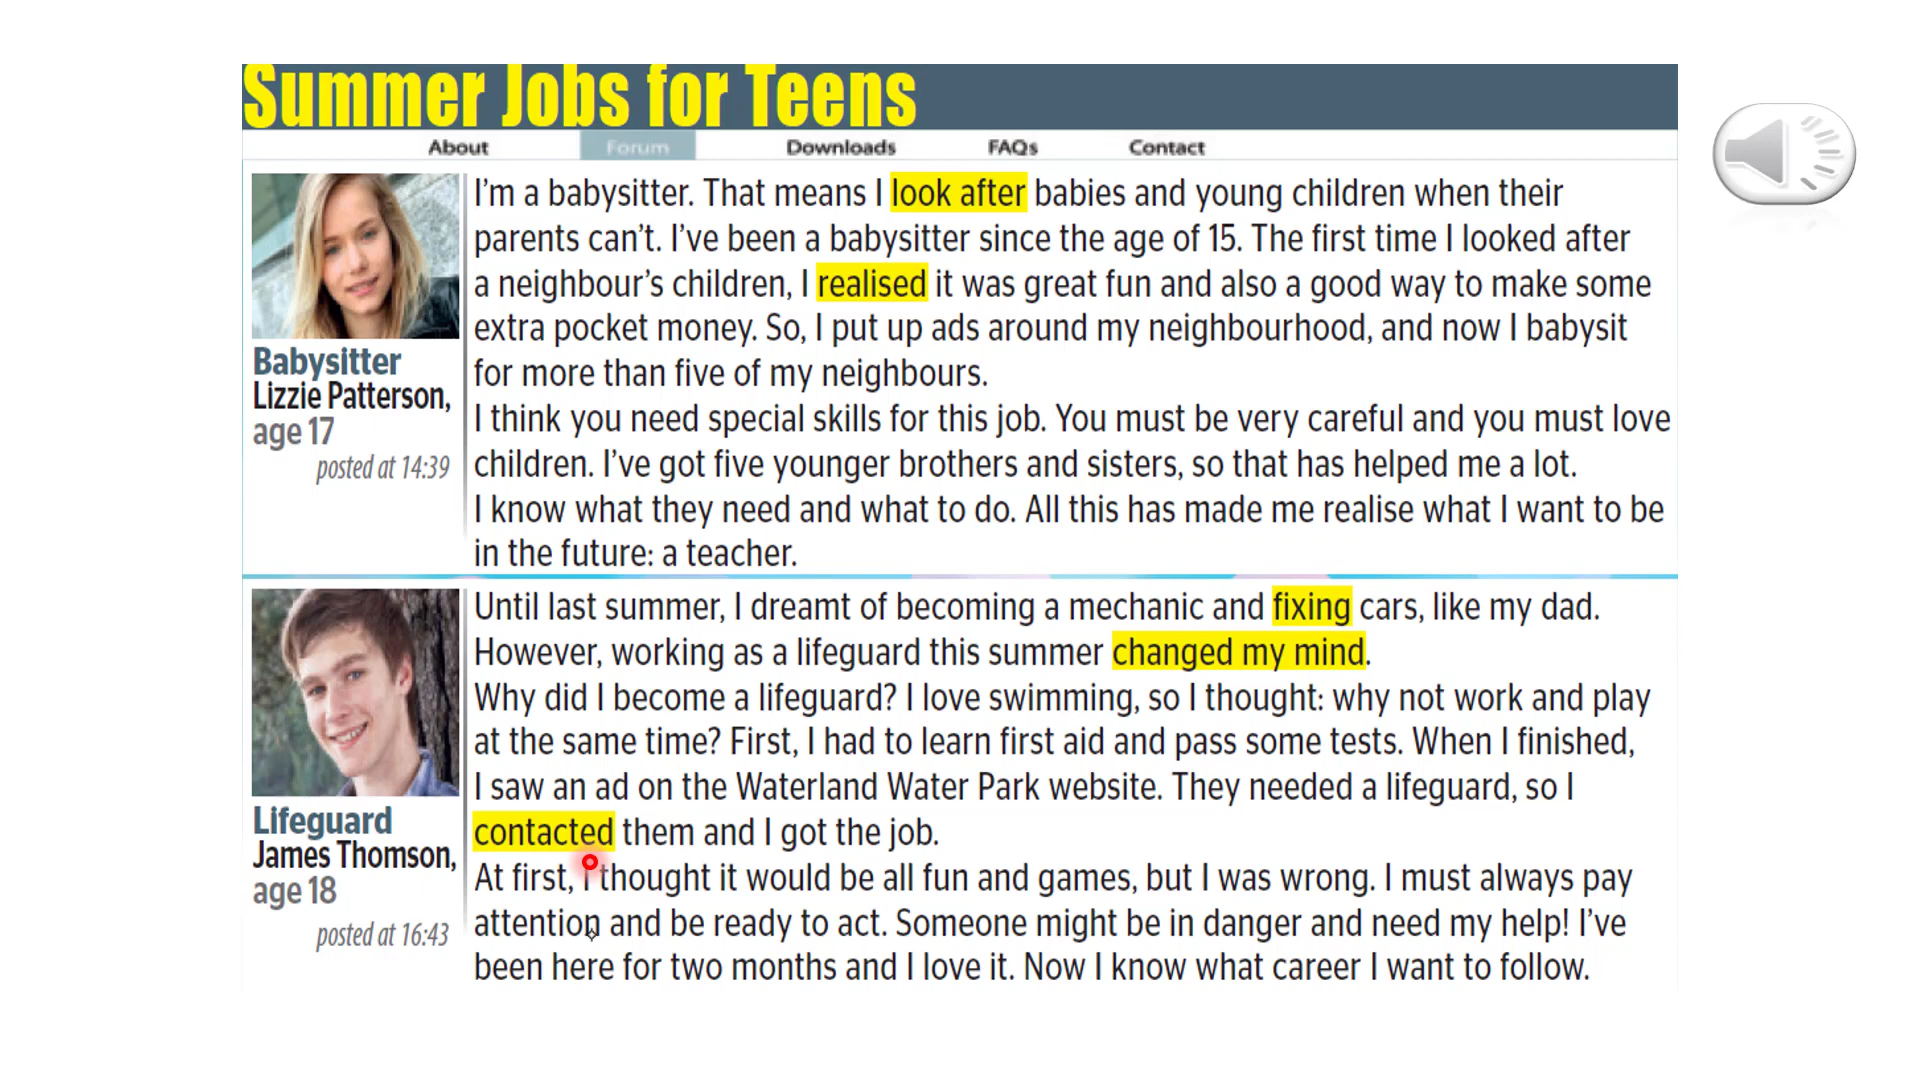 Summer Jobs for Teens
About Forum Downloads FAQs Contact
I'm a babysitter. That means I look after babies and young children when their
parents can't. I've been a babysitter since the age of 15. The first time I looked after
a neighbour's children, I realised it was great fun and also a good way to make some
extra pocket money. So, I put up ads around my neighbourhood, and now I babysit
for more than five of my neighbours.
I think you need special skills for this job. You must be very careful and you must love
children. I've got five younger brothers and sisters, so that has helped me a lot.
I know what they need and what to do. All this has made me realise what I want to be
in the future: a teacher.
Babysitter
Lizzie Patterson,
age 17
posted at 14:39
Until last summer, I dreamt of becoming a mechanic and fixing cars, like my dad.
However, working as a lifeguard this summer changed my mind.
Why did I become a lifeguard? I love swimming, so I thought: why not work and play
at the same time? First, I had to learn first aid and pass some tests. When I finished,
I saw an ad on the Waterland Water Park website. They needed a lifeguard, so I
contacted them and I got the job.
At first, I thought it would be all fun and games, but I was wrong. I must always pay
attention and be ready to act. Someone might be in danger and need my help! I've
been here for two months and I love it. Now I know what career I want to follow.
Lifeguard
James Thomson,
age 18
posted at 16:43